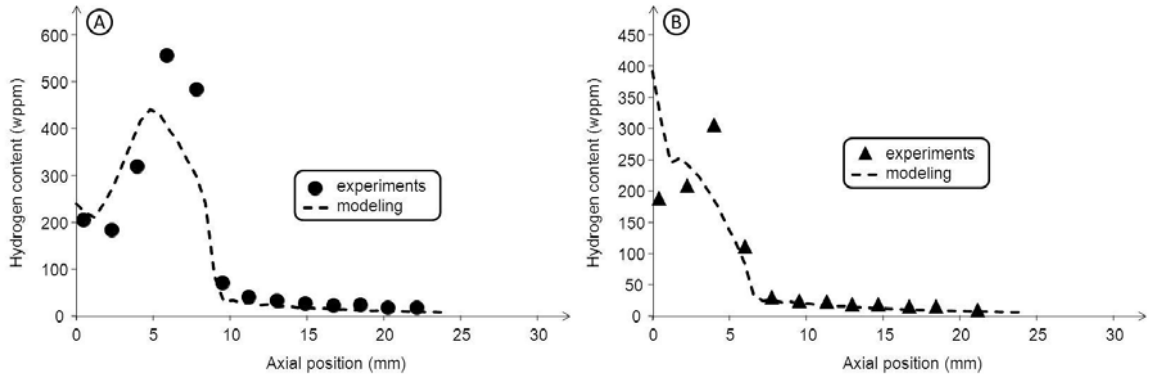 A
Hydrogen content (wppm)
600
500
400
300
200
100
0
0 5 10 15 20 25 30
Axial position (mm)
experiments
modeling
B
Hydrogen content (wppm)
450
400
350
300
250
200
150
100
50
0
0 5 10 15 20 25 30
Axial position (mm)
experiments
modeling